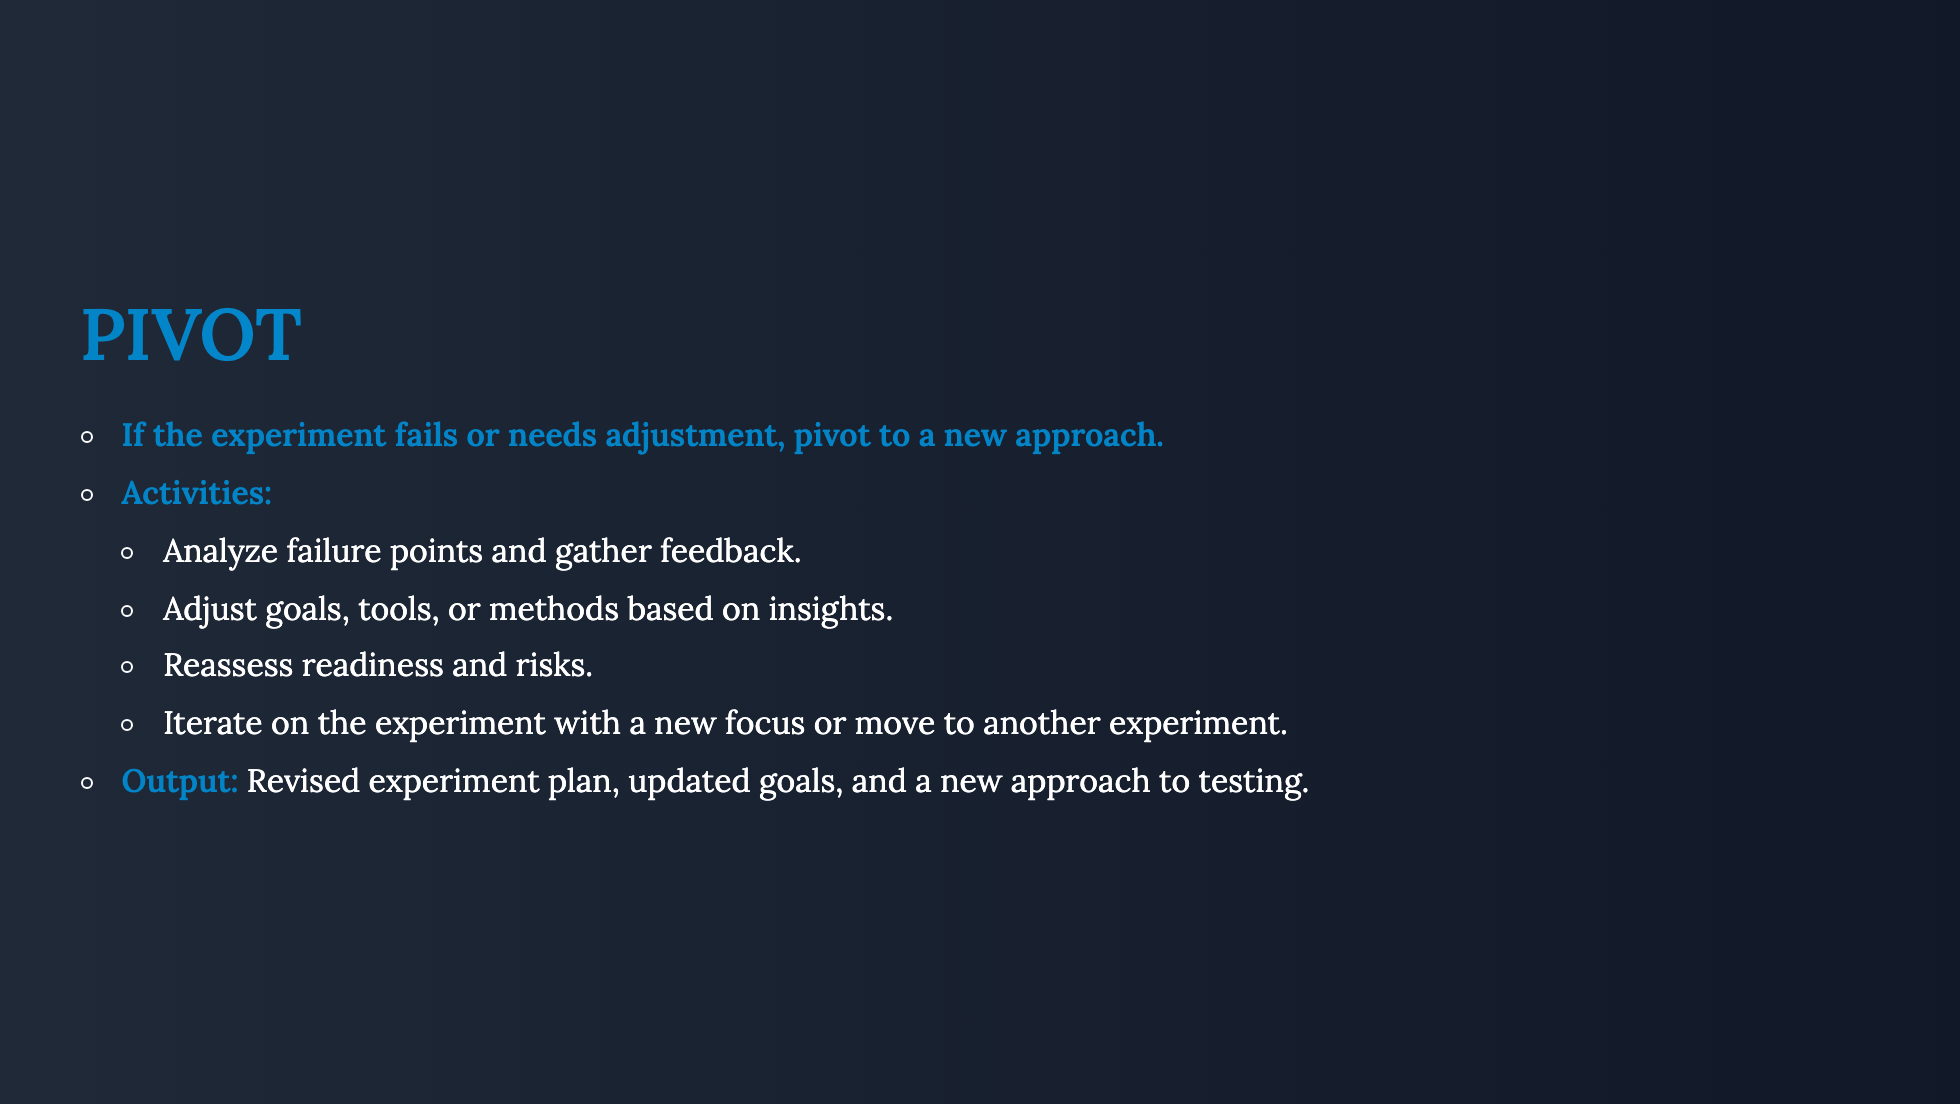 PIVOT
If the experiment fails or needs adjustment, pivot to a new approach.
Activities:
Analyze failure points and gather feedback.
Adjust goals, tools, or methods based on insights.
Reassess readiness and risks.
Iterate on the experiment with a new focus or move to another experiment.
Output: Revised experiment plan, updated goals, and a new approach to testing.